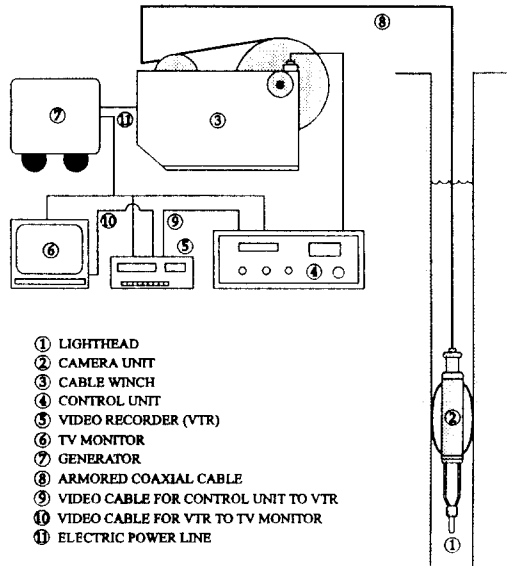 ⑧
⑦
⑪
③
⑩
⑨
⑤
⑥
④
②
①
① LIGHTHEAD
② CAMERA UNIT
③ CABLE WINCH
④ CONTROL UNIT
⑤ VIDEO RECORDER (VTR)
⑥ TV MONITOR
⑦ GENERATOR
⑧ ARMORED COAXIAL CABLE
⑨ VIDEO CABLE FOR CONTROL UNIT TO VTR
⑩ VIDEO CABLE FOR VTR TO TV MONITOR
⑪ ELECTRIC POWER LINE